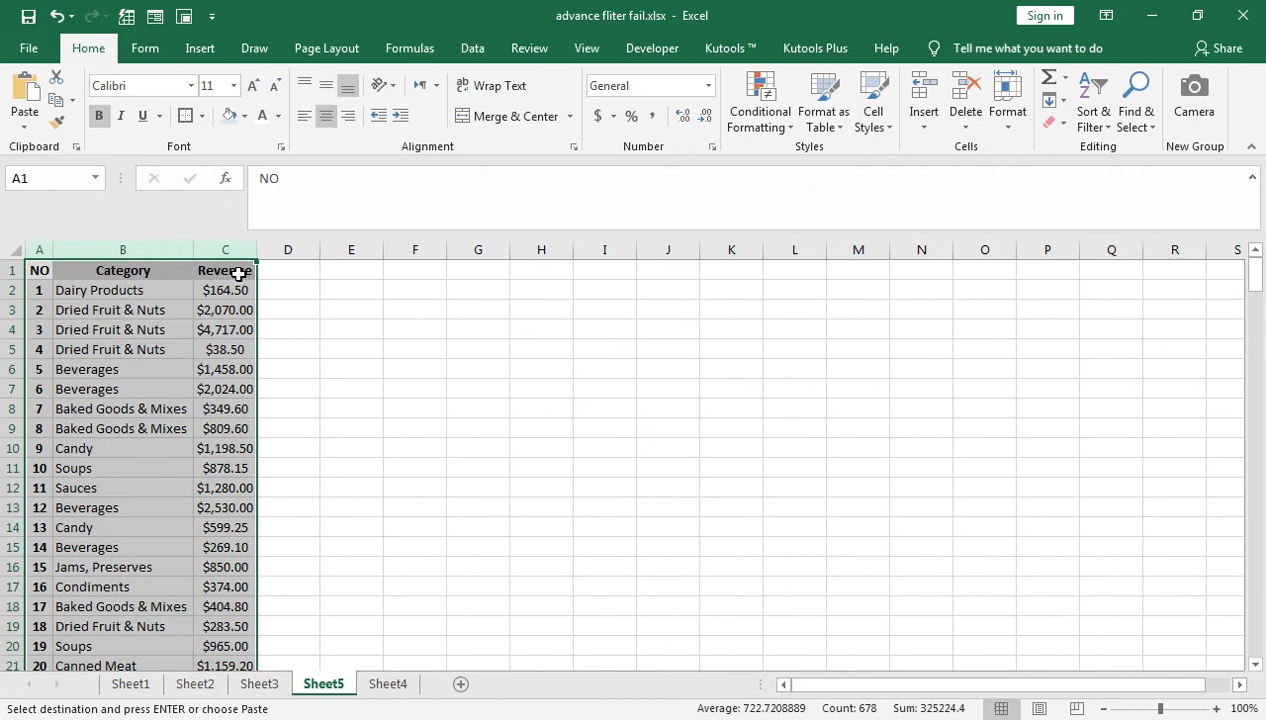 advance fliter fail.xlsx - Excel
Sign in
File Home Form Insert Draw Page Layout Formulas Data Review View Developer Kutools ™ Kutools Plus Help Tell me what you want to do Share
Paste
Clipboard
Calibri 11
B I U A
Font
Wrap Text
Merge & Center
Alignment
General
$ % ,
Number
Conditional Formatting
Format as Table
Cell Styles
Styles
Insert
Delete
Format
Cells
Sort & Filter
Find & Select
Editing
Camera
New Group
A1 fx NO
A B C D E F G H I J K L M N O P Q R S
1 NO Category
2 1 Dairy Products $164.50
3 2 Dried Fruit & Nuts $2,070.00
4 3 Dried Fruit & Nuts $4,717.00
5 4 Dried Fruit & Nuts $38.50
6 5 Beverages $1,458.00
7 6 Beverages $2,024.00
8 7 Baked Goods & Mixes $349.60
9 8 Baked Goods & Mixes $809.60
10 9 Candy $1,198.50
11 10 Soups $878.15
12 11 Sauces $1,280.00
13 12 Beverages $2,530.00
14 13 Candy $599.25
15 14 Beverages $269.10
16 15 Jams, Preserves $850.00
17 16 Condiments $374.00
18 17 Baked Goods & Mixes $404.80
19 18 Dried Fruit & Nuts $283.50
20 19 Soups $965.00
21 20 Canned Meat $1,159.20
Sheet1 Sheet2 Sheet3 Sheet5 Sheet4
Select destination and press ENTER or choose Paste Average: 722.7208889 Count: 678 Sum: 325224.4 100%